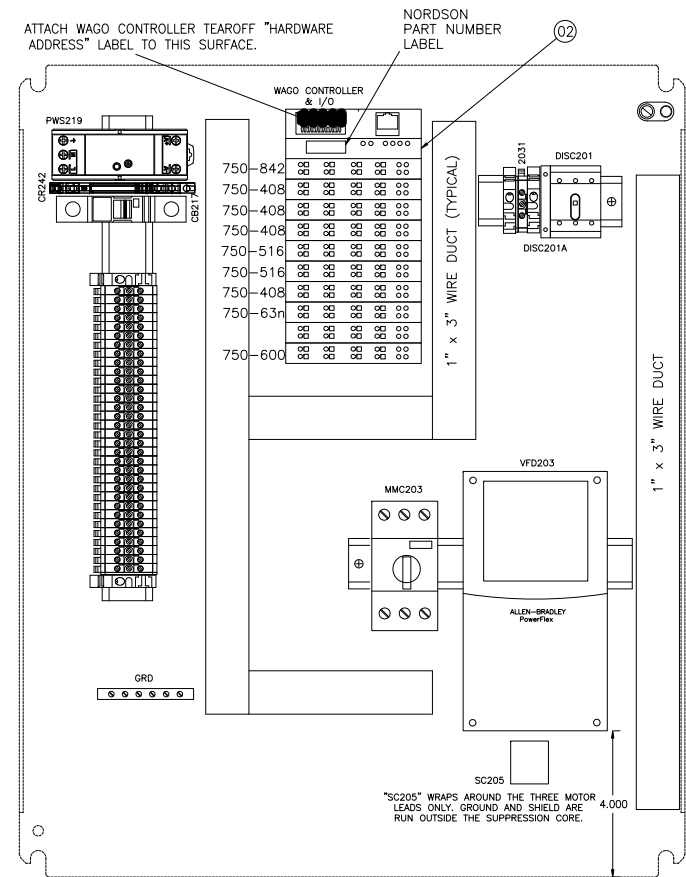 ATTACH WAGO CONTROLLER TEAROFF "HARDWARE
ADDRESS" LABEL TO THIS SURFACE.
NORDSON
PART NUMBER
LABEL
02
WAGO CONTROLLER
& I/O
PWS219
CR242
CB217
750-842
750-408
750-408
750-408
750-516
750-516
750-408
750-63n
750-600
1" x 3" WIRE DUCT (TYPICAL)
2031
DISC201
DISC201A
1" x 3" WIRE DUCT
MMC203
VFD203
ALLEN-BRADLEY
PowerFlex
GRD
SC205
"SC205" WRAPS AROUND THE THREE MOTOR
LEADS ONLY. GROUND AND SHIELD ARE
RUN OUTSIDE THE SUPPRESSION CORE.
4.000